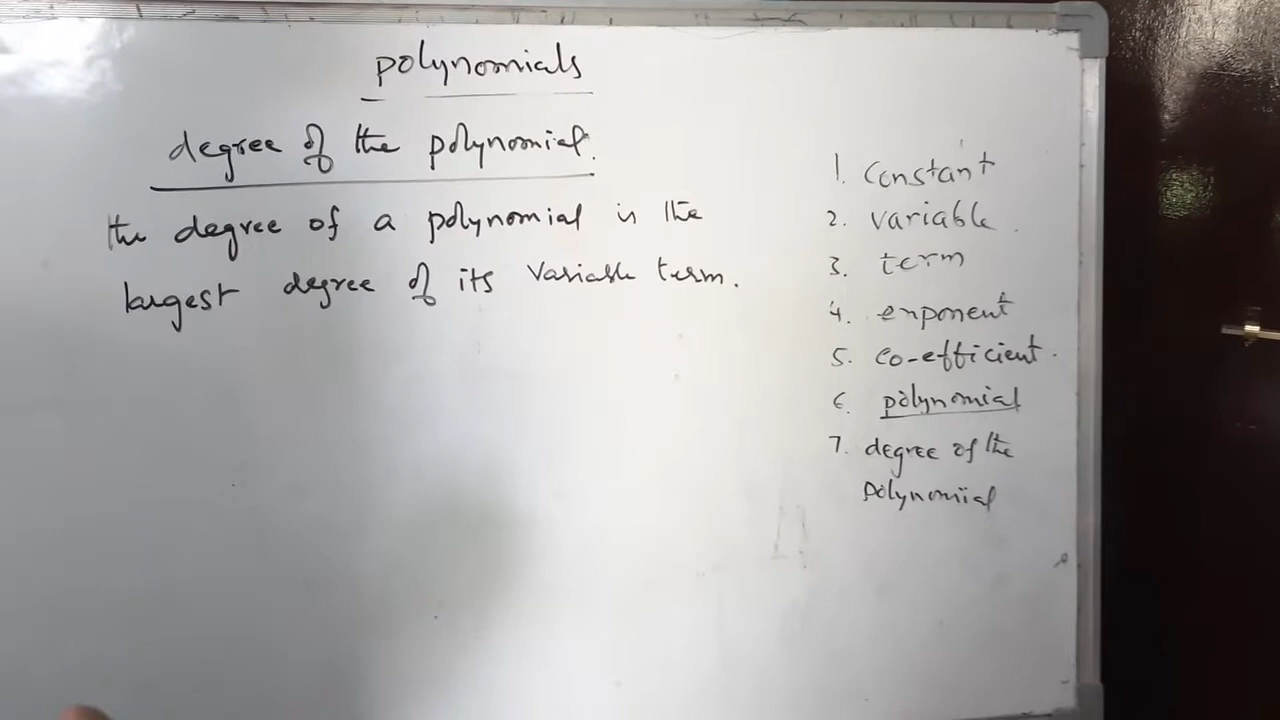 polynomials
degree of the polynomial.
the degree of a polynomial is the
largest degree of its variable term.
1. Constant
2. variable.
3. term
4. exponent
5. co-efficient.
6. polynomial
7. degree of the
polynomial